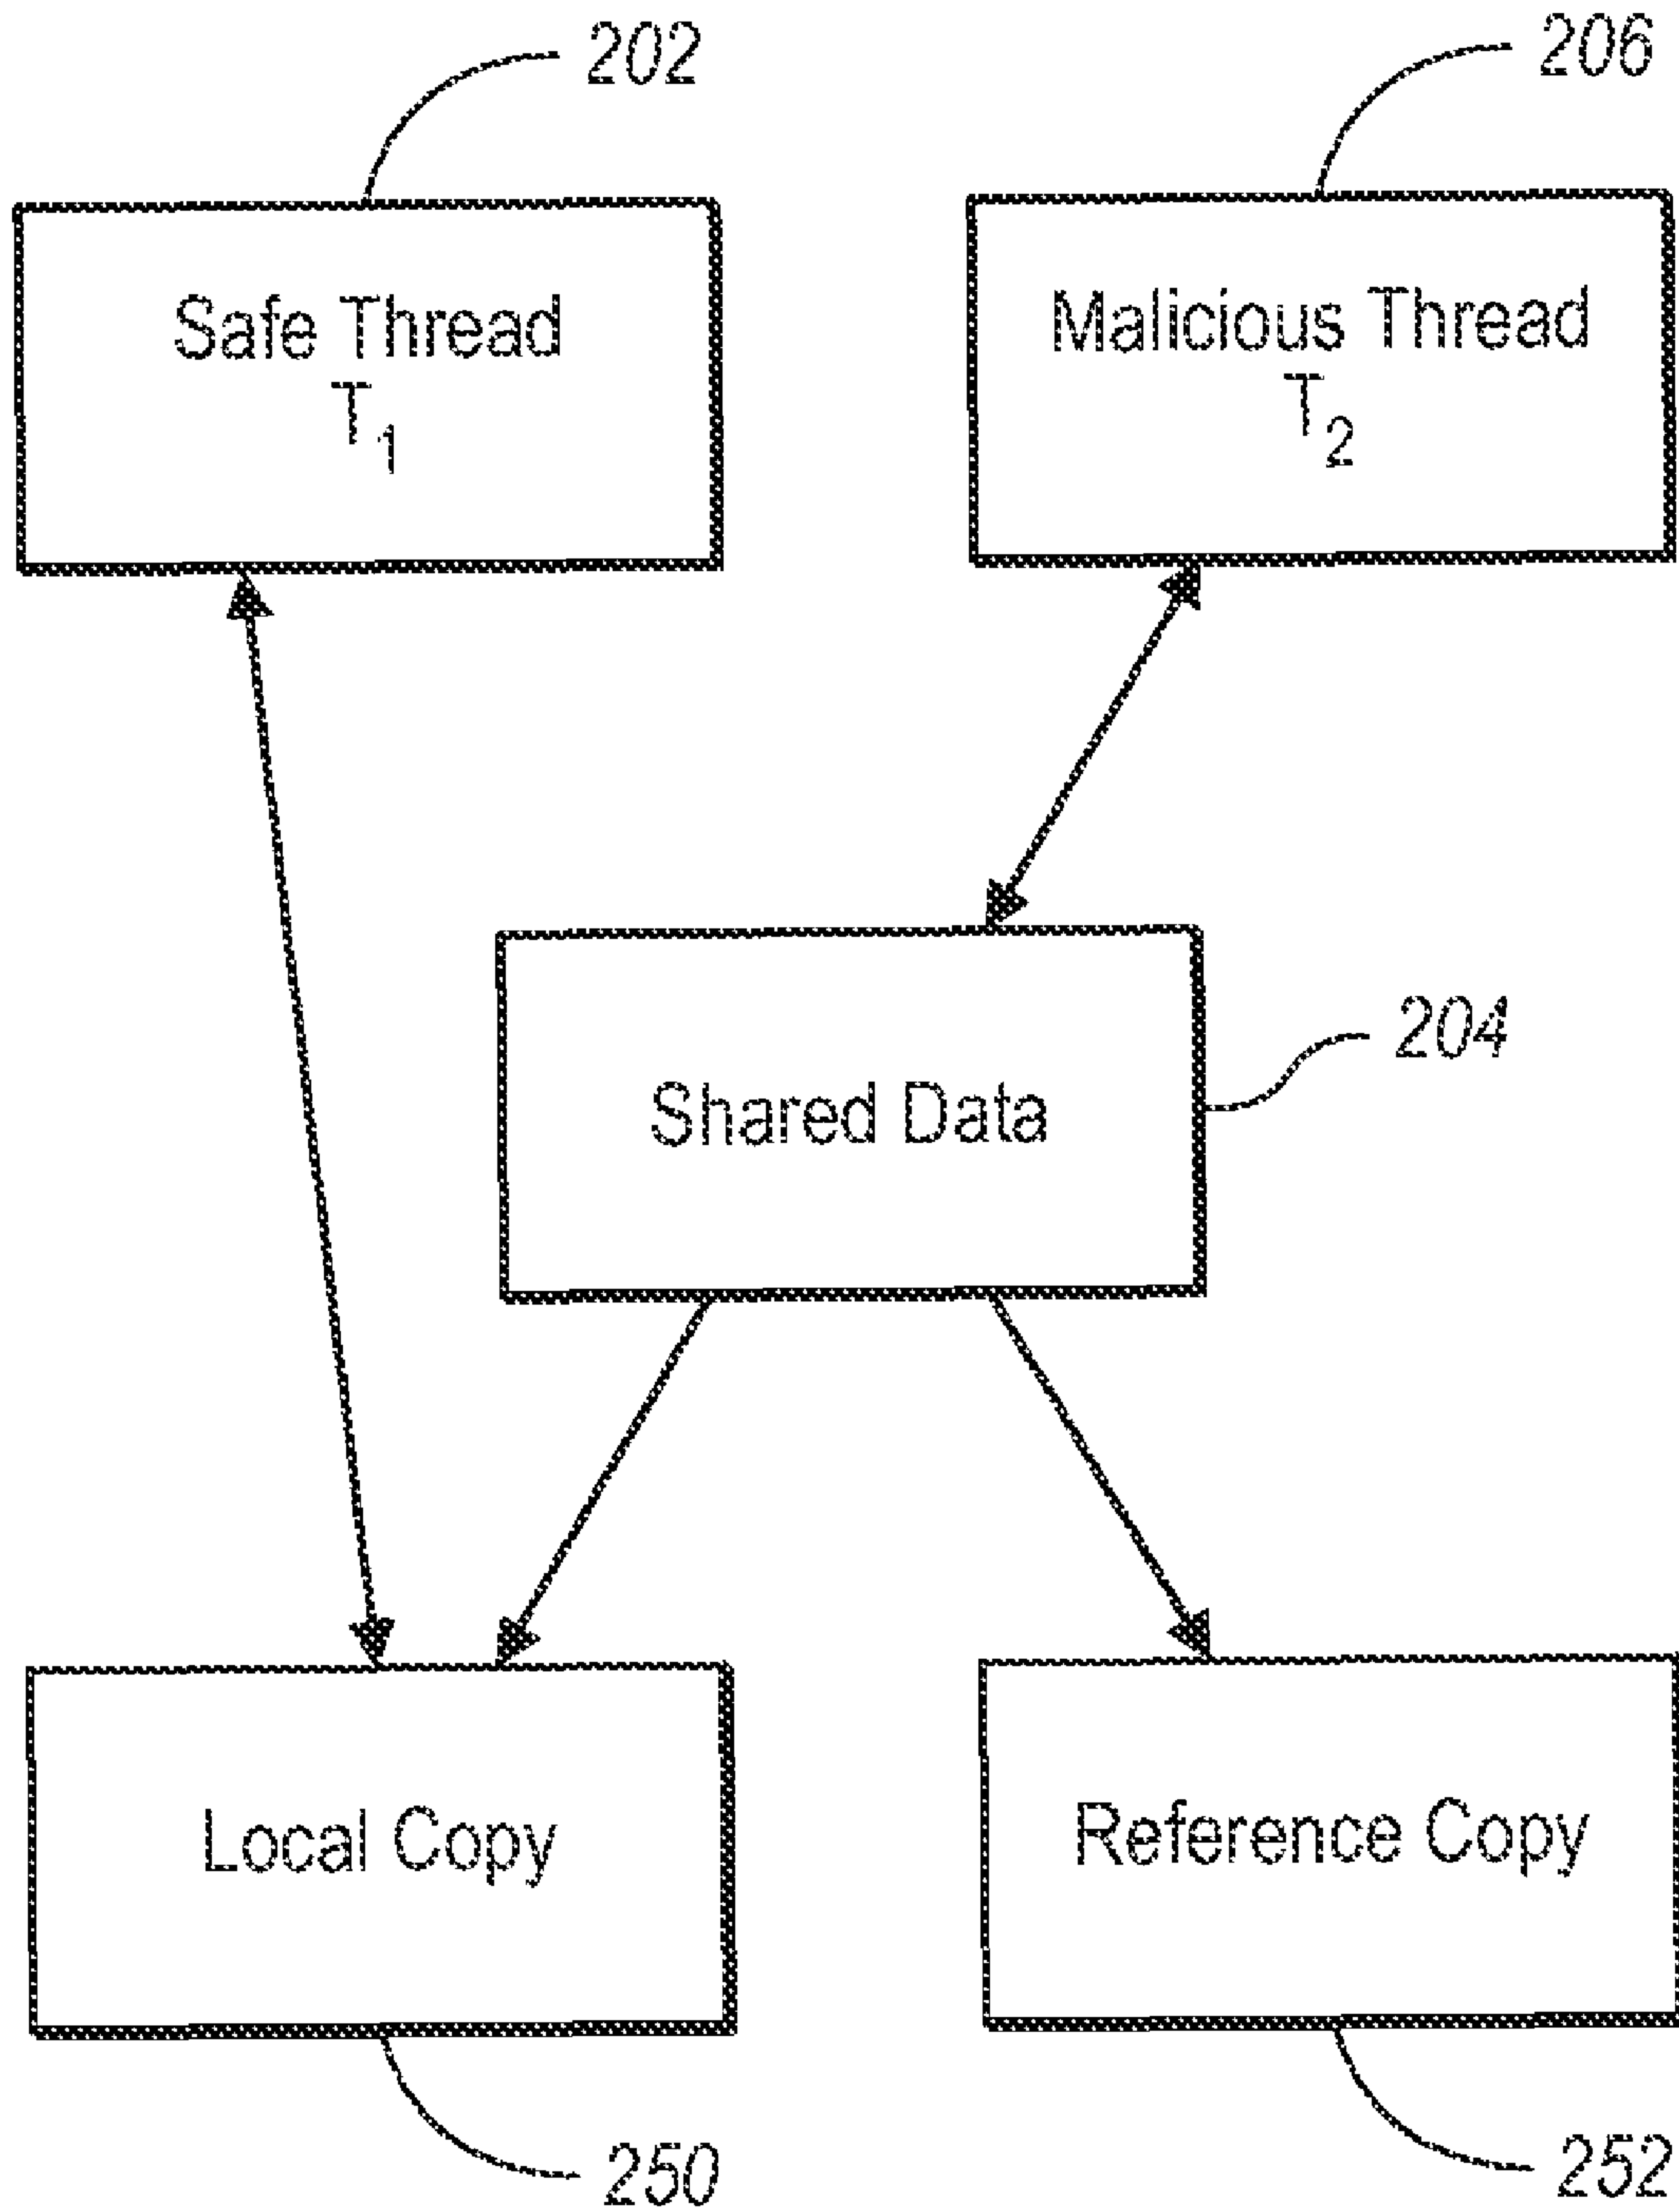 202
206
Safe Thread
T1
Malicious Thread
T2
204
Shared Data
Local Copy
Reference Copy
250
252